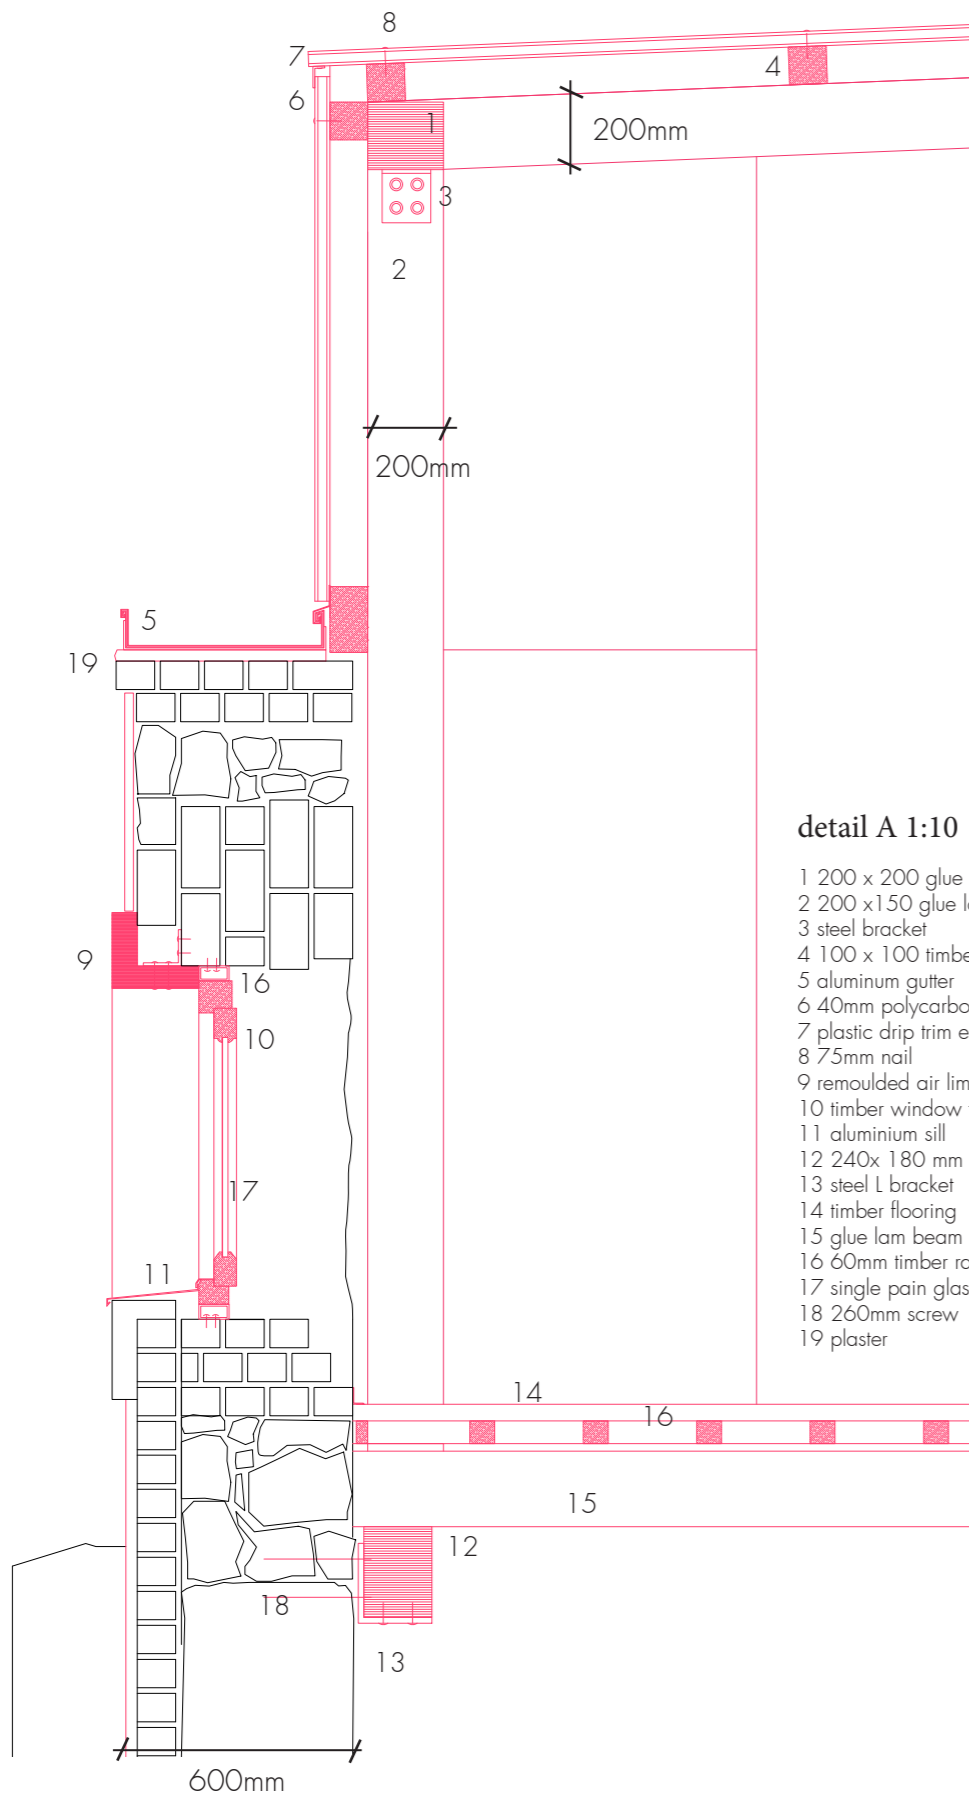 8
7
4
6
1
200mm
3
2
200mm
5
19
9
16
10
17
11
detail A 1:10
1 200 x 200 glue
2 200 x150 glue
3 steel bracket
4 100 x 100
5 aluminum gutter
6 40mm
7 plastic drip trim
8 75mm nail
9 remoulded air
10 timber window
11 aluminium sill
12 240x 180 mm
13 steel L bracket
14 timber flooring
15 glue lam beam
16 60mm timber
17 single pain
18 260mm screw
19 plaster
14
16
15
12
18
13
600mm